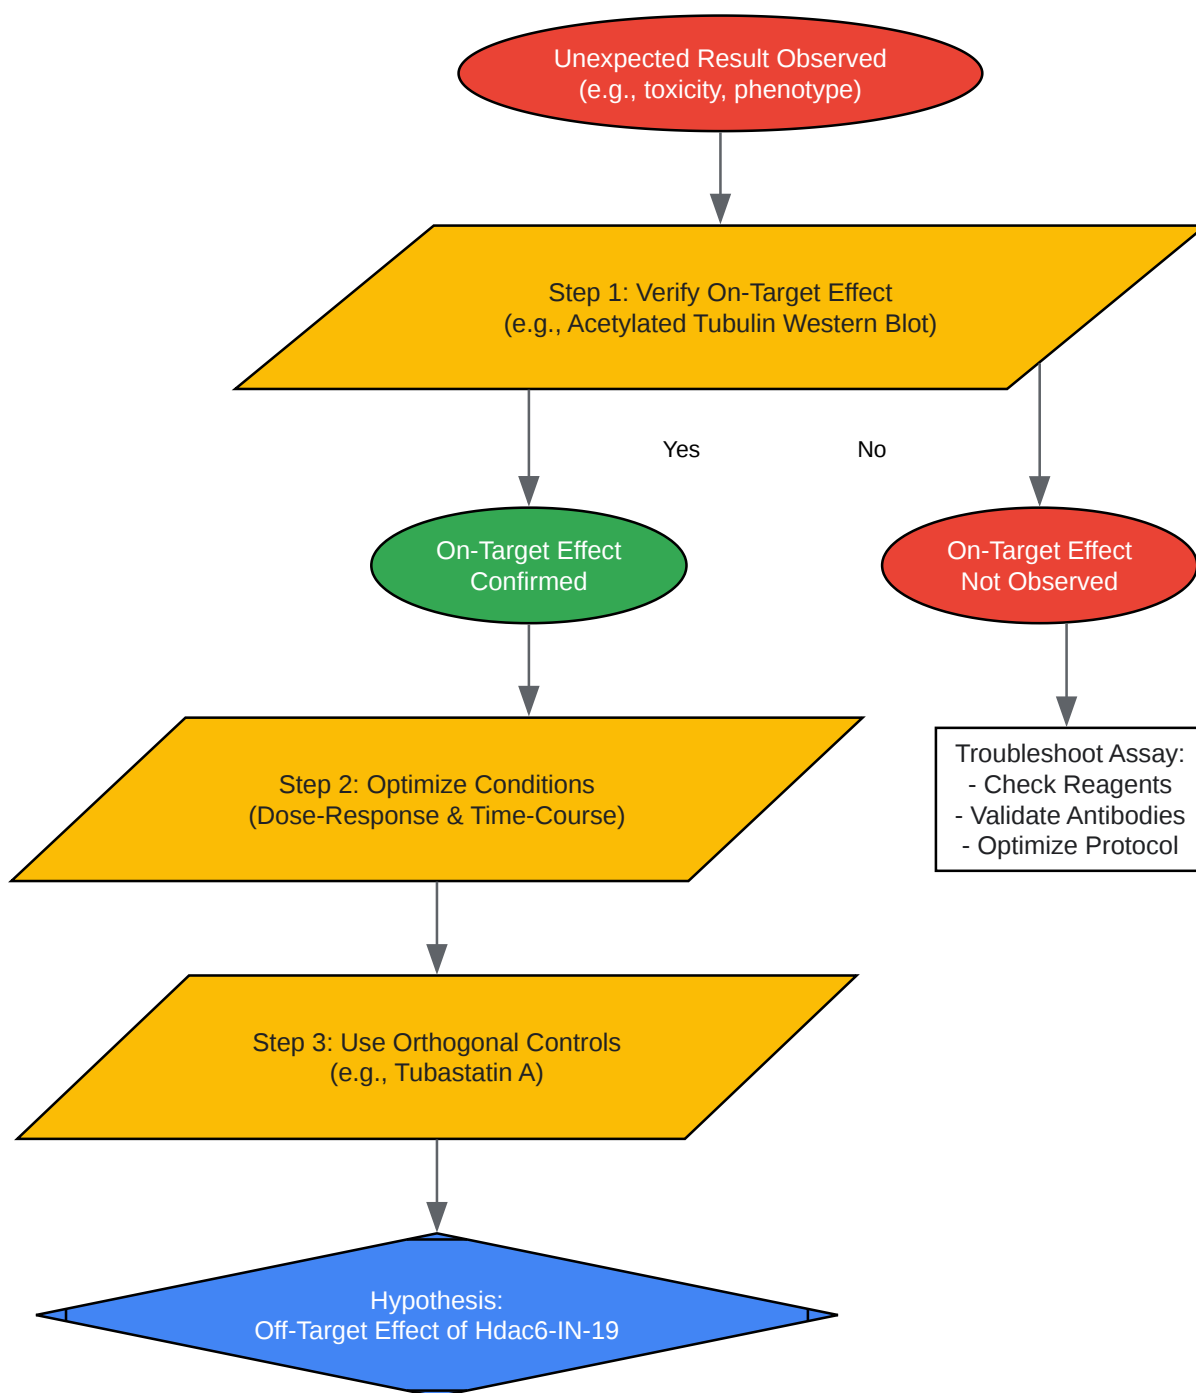 Unexpected Result Observed
(e.g., toxicity, phenotype)
Step 1: Verify On-Target Effect
(e.g., Acetylated Tubulin Western Blot)
Yes
No
On-Target Effect
Confirmed
On-Target Effect
Not Observed
Step 2: Optimize Conditions
(Dose-Response & Time-Course)
Troubleshoot Assay:
- Check Reagents
- Validate Antibodies
- Optimize Protocol
Step 3: Use Orthogonal Controls
(e.g., Tubastatin A)
Hypothesis:
Off-Target Effect of Hdac6-IN-19